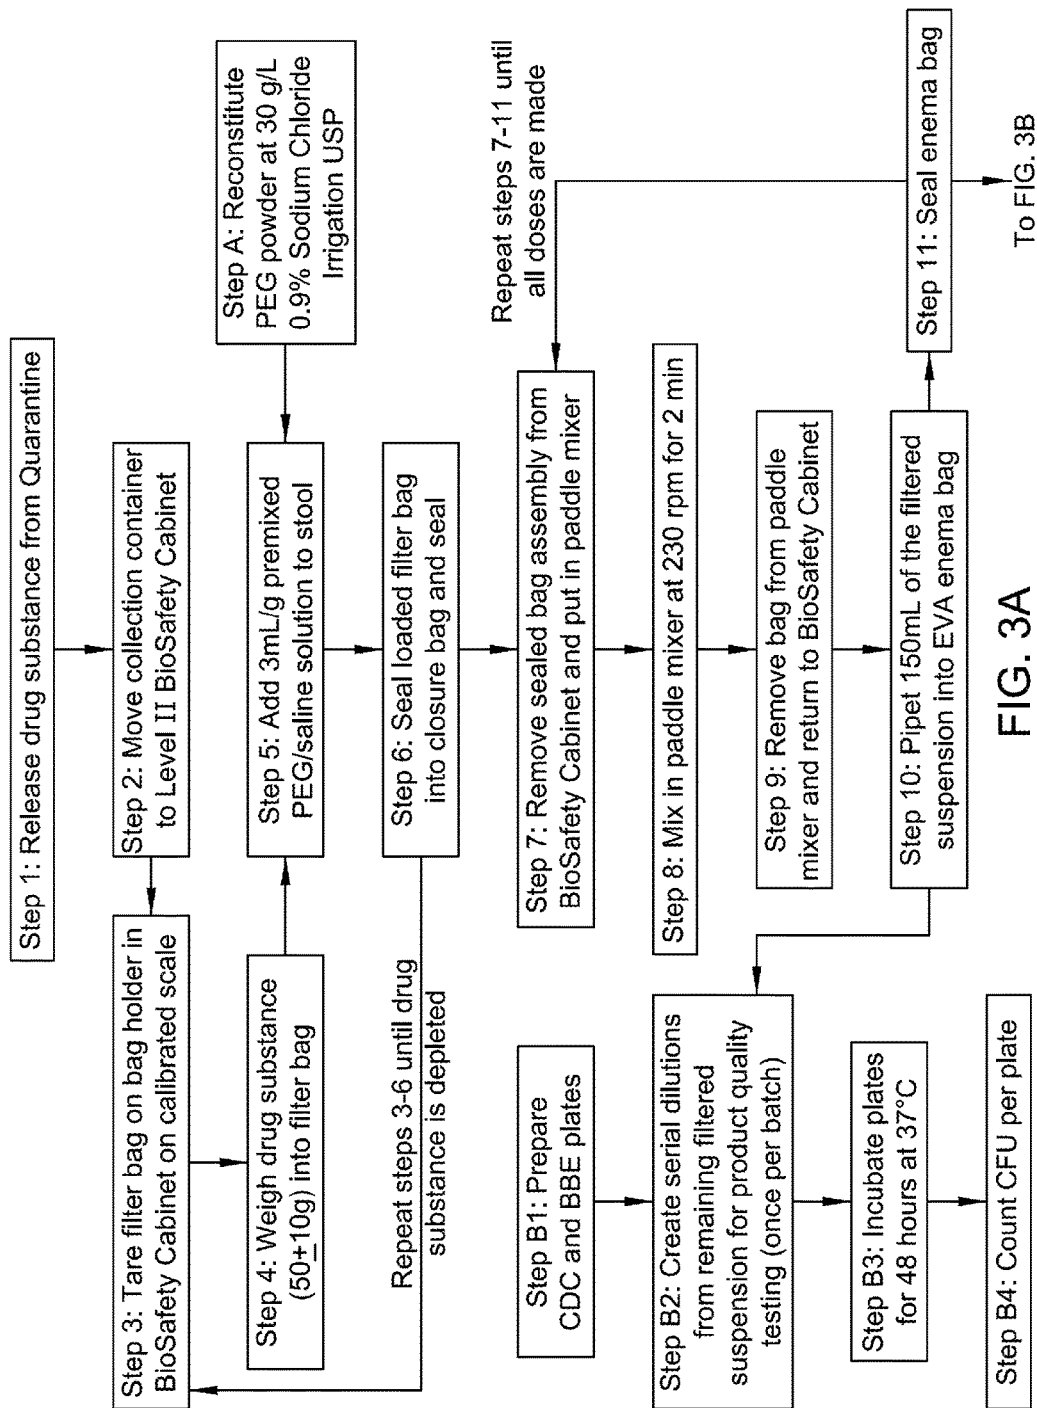 Step 1: Release drug substance from Quarantine
Step 2: Move collection container
to Level II BioSafety Cabinet
Step 3: Tare filter bag on bag holder in
BioSafety Cabinet on calibrated scale
Step 4: Weigh drug substance
(50±10g) into filter bag
Step A: Reconstitute
PEG powder at 30 g/L
0.9% Sodium Chloride
Irrigation USP
Step 5: Add 3mL/g premixed
PEG/saline solution to stool
Step 6: Seal loaded filter bag
into closure bag and seal
Repeat steps 3-6 until drug
substance is depleted
Step 7: Remove sealed bag assembly from
BioSafety Cabinet and put in paddle mixer
Repeat steps 7-11 until
all doses are made
Step 8: Mix in paddle mixer at 230 rpm for 2 min
Step 9: Remove bag from paddle
mixer and return to BioSafety Cabinet
Step 10: Pipet 150mL of the filtered
suspension into EVA enema bag
Step 11: Seal enema bag
To FIG. 3B
Step B1: Prepare
CDC and BBE plates
Step B2: Create serial dilutions
from remaining filtered
suspension for product quality
testing (once per batch)
Step B3: Incubate plates
for 48 hours at 37°C
Step B4: Count CFU per plate
FIG. 3A